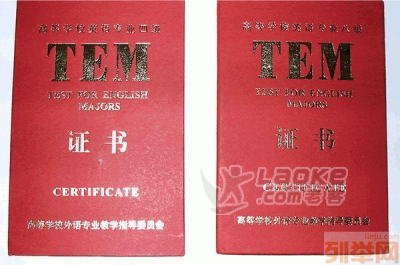 高等学校英语专业四级
TEM
TEST FOR ENGLISH
MAJORS
证书
CERTIFICATE
高等学校外语专业教学指导委员会
高等学校英语专业八级
TEM
TEST FOR ENGLISH
MAJORS
证书
CERTIFICATE
高等学校外语专业教学指导委员会
LAOKE
老客
列举网